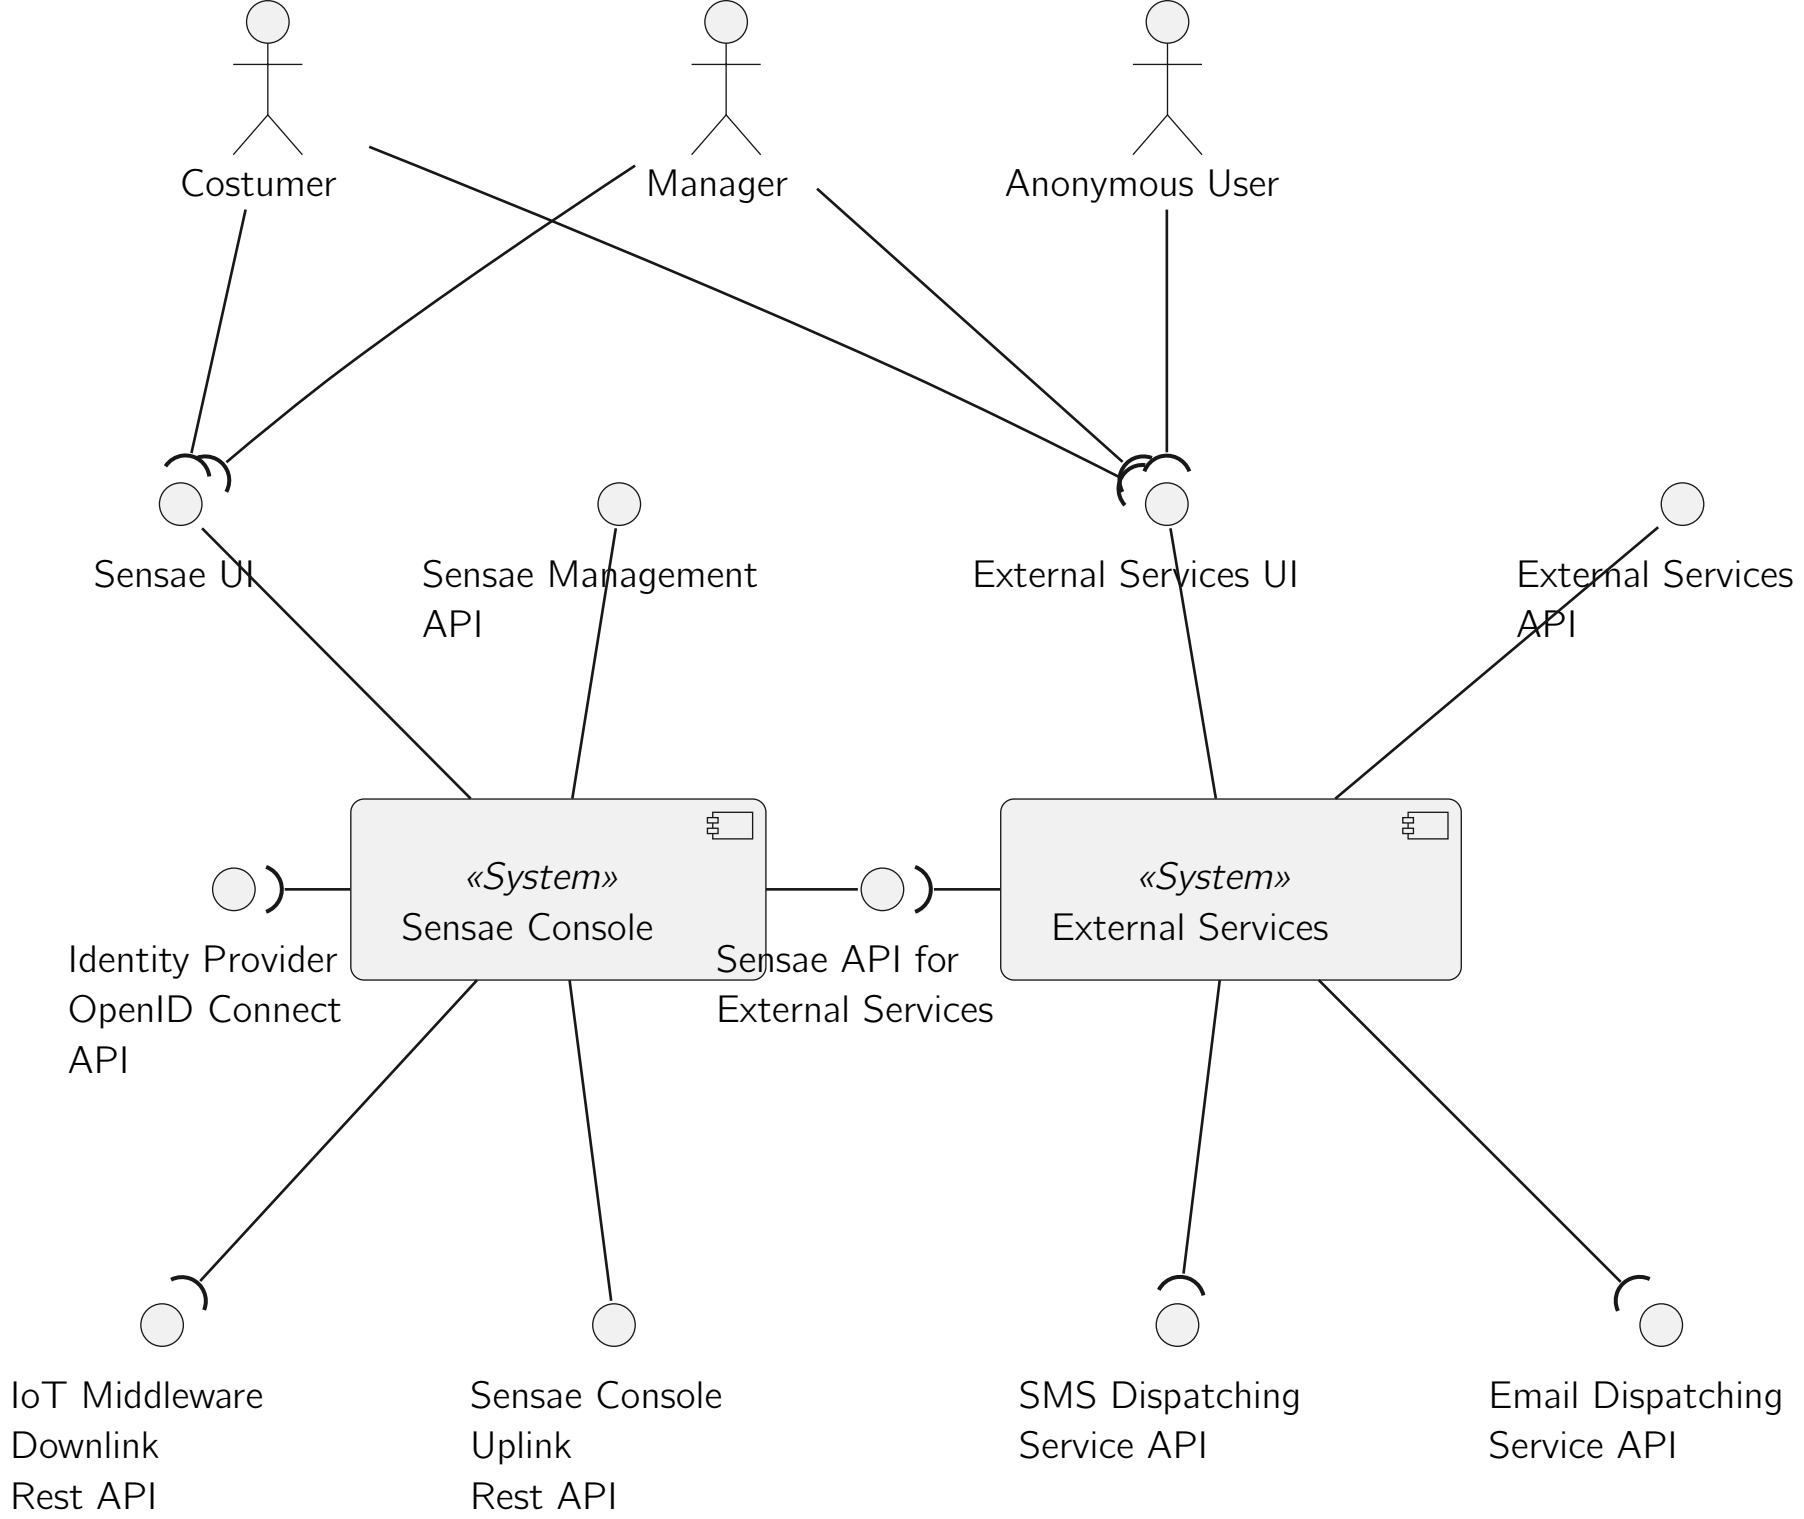 Costumer
Manager
Anonymous User
Sensae UI
Sensae Management
API
External Services UI
External Services
API
«System»
Sensae Console
«System»
External Services
Identity Provider
OpenID Connect
API
Sensae API for
External Services
IoT Middleware
Downlink
Rest API
Sensae Console
Uplink
Rest API
SMS Dispatching
Service API
Email Dispatching
Service API